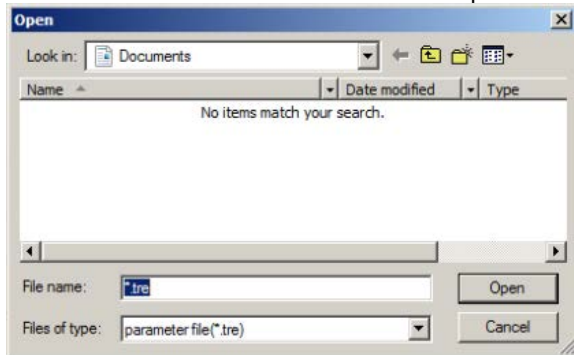 Open
Look in: Documents
Name Date modified Type
No items match your search.
File name: *.tre Open
Files of type: parameter file(*.tre) Cancel